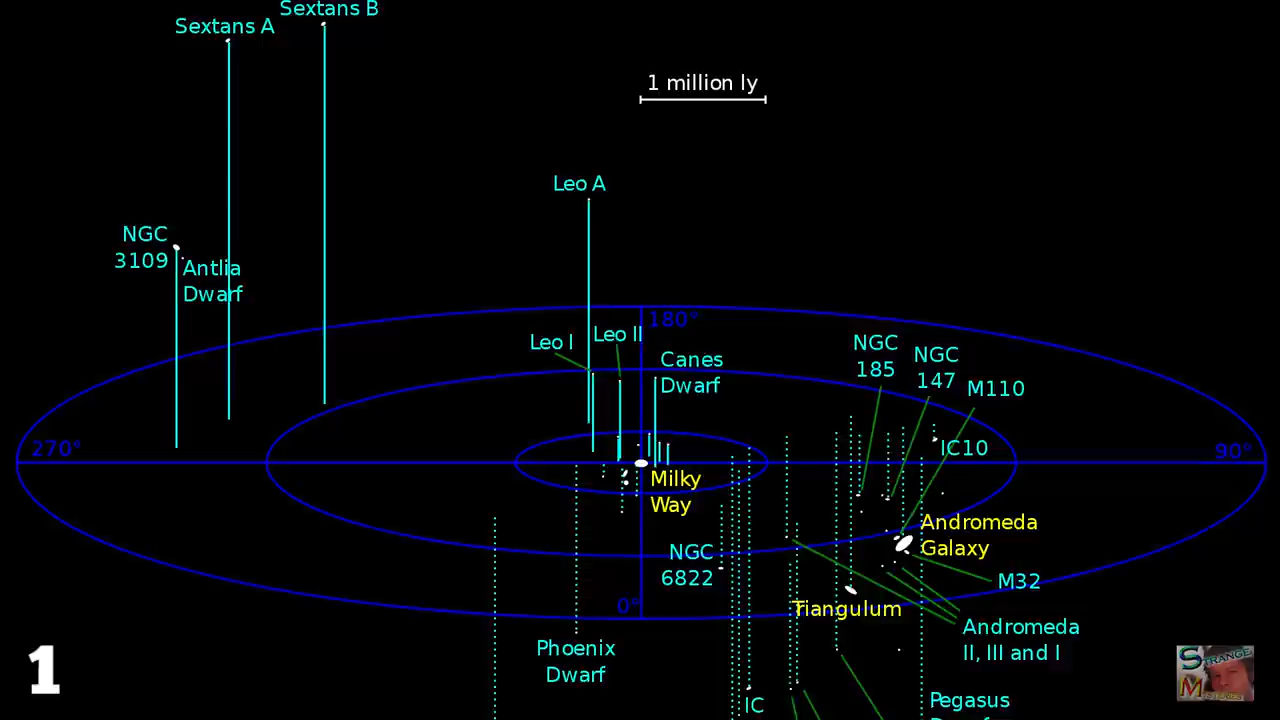 Sextans B
Sextans A
1 million ly
Leo A
NGC
3109
Antlia
Dwarf
180°
Leo I
Leo II
Canes
Dwarf
NGC
185
NGC
147
M110
270°
IC10
90°
Milky
Way
Andromeda
Galaxy
NGC
6822
M32
0°
Tiangulum
Andromeda
II, III and I
Phoenix
Dwarf
1
STRANGE
MYSTERIES
Pegasus
IC